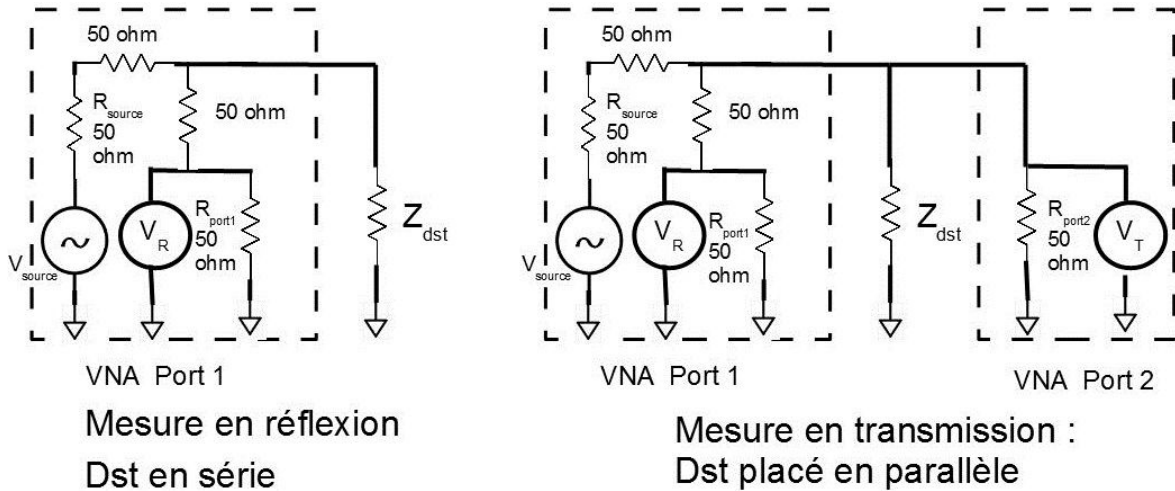 50 ohm
R source
50
ohm
50 ohm
V source
V R
R port1
50
ohm
Z dst
VNA Port 1
Mesure en réflexion
Dst en série
50 ohm
R source
50
ohm
50 ohm
V source
V R
R port1
50
ohm
Z dst
R port2
50
ohm
V T
VNA Port 1
VNA Port 2
Mesure en transmission :
Dst placé en parallèle